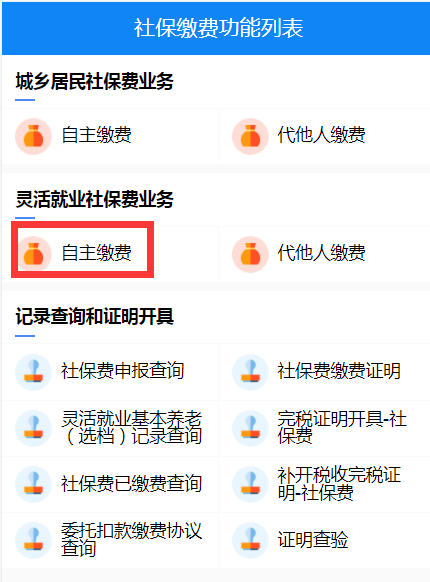 社保缴费功能列表
城乡居民社保费业务
自主缴费
代他人缴费
灵活就业社保费业务
自主缴费
代他人缴费
记录查询和证明开具
社保费申报查询
社保费缴费证明
灵活就业基本养老
（选档）记录查询
完税证明开具-社
保费
社保费已缴费查询
补开税收完税证
明-社保费
委托扣款缴费协议
查询
证明查验